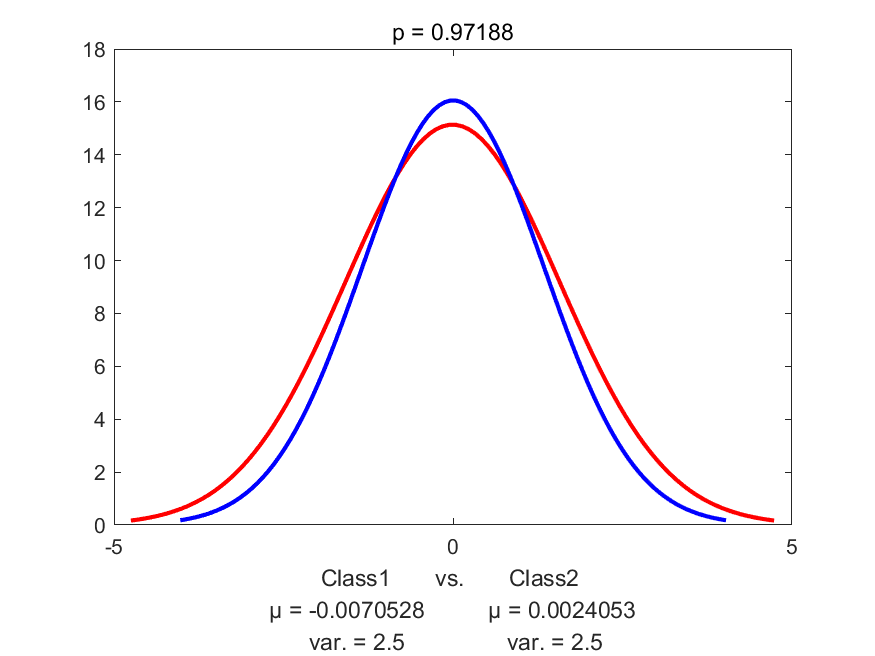 p = 0.97188
18
16
14
12
10
8
6
4
2
0
-5 0 5
Class1 vs. Class2
μ = -0.0070528 μ = 0.0024053
var. = 2.5 var. = 2.5